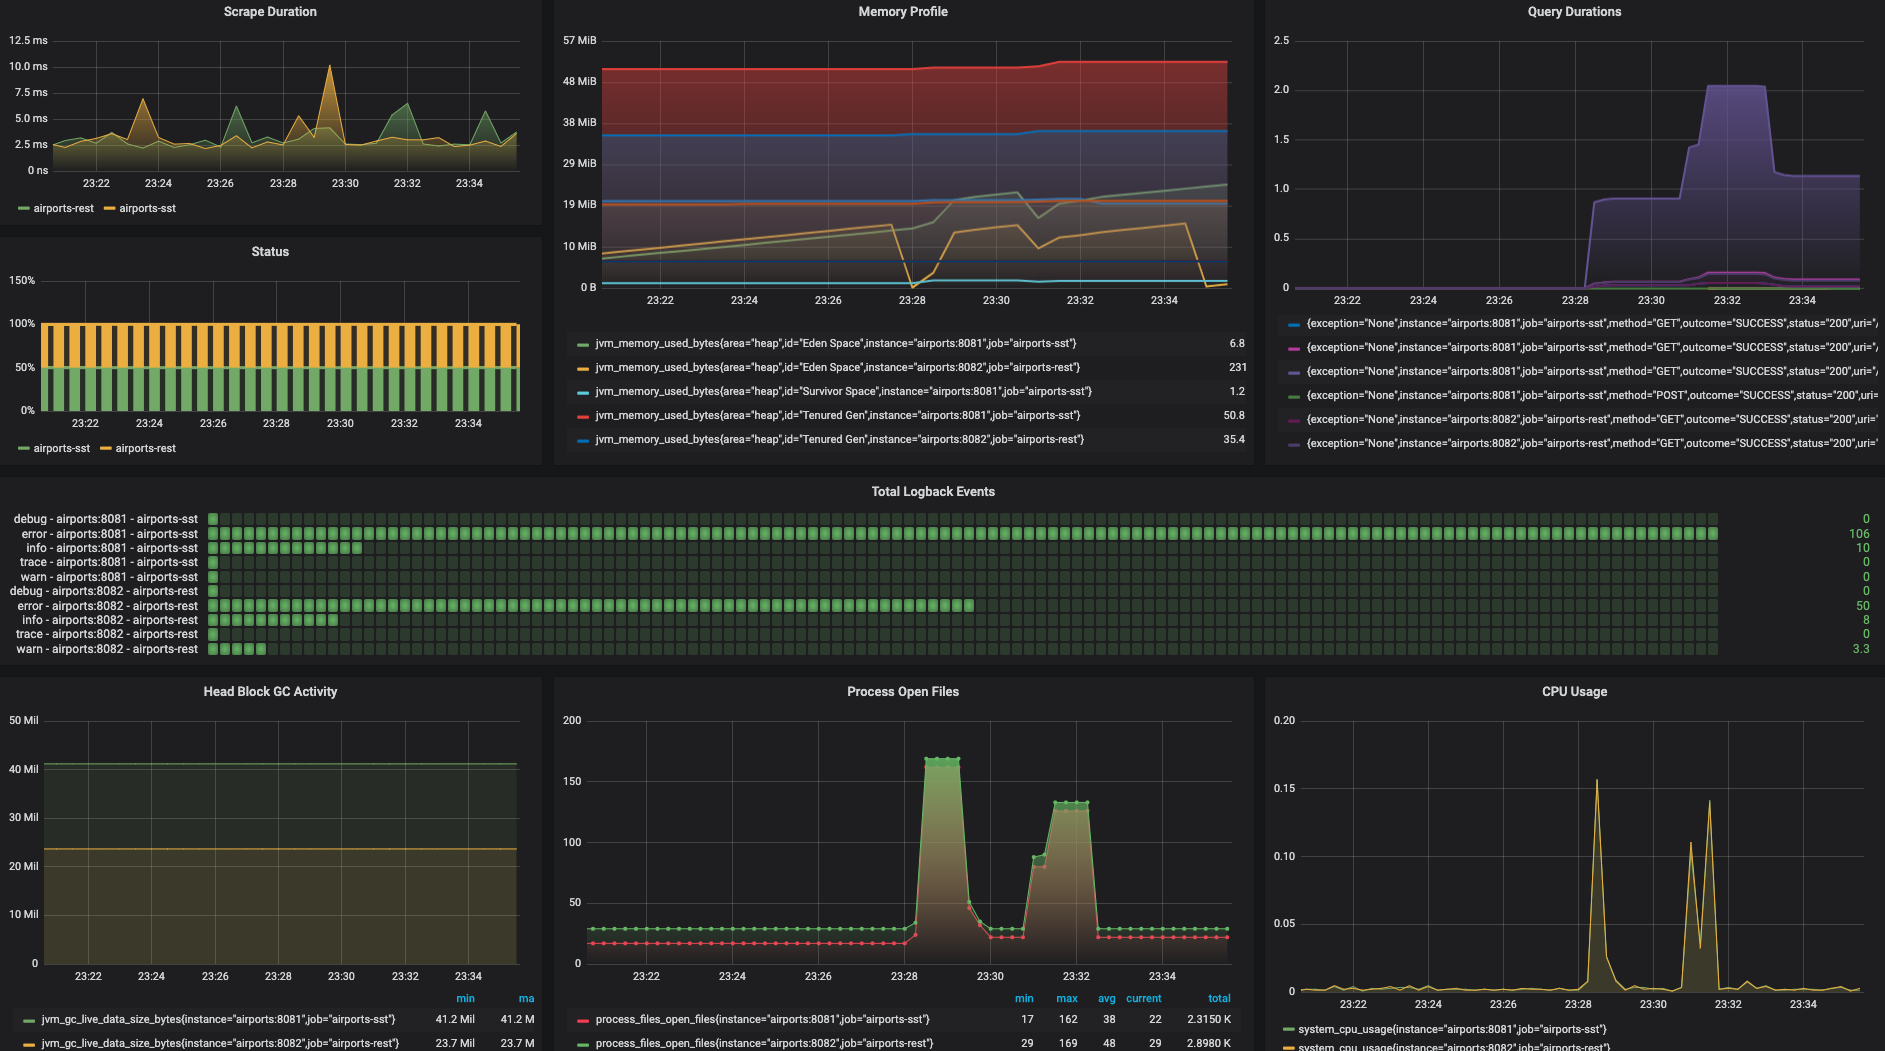 Scrape Duration
12.5 ms
10.0 ms
7.5 ms
5.0 ms
2.5 ms
0 ns
23:22 23:24 23:26 23:28 23:30 23:32 23:34
airports-rest airports-sst
Status
150%
100%
50%
0%
23:22 23:24 23:26 23:28 23:30 23:32 23:34
airports-sst airports-rest
Memory Profile
57 MiB
48 MiB
38 MiB
29 MiB
19 MiB
10 MiB
0 B
23:22 23:24 23:26 23:28 23:30 23:32 23:34
jvm_memory_used_bytes{area="heap",id="Eden Space",instance="airports:8081",job="airports-sst"} 6.8
jvm_memory_used_bytes{area="heap",id="Eden Space",instance="airports:8082",job="airports-rest"} 231
jvm_memory_used_bytes{area="heap",id="Survivor Space",instance="airports:8081",job="airports-sst"} 1.2
jvm_memory_used_bytes{area="heap",id="Tenured Gen",instance="airports:8081",job="airports-sst"} 50.8
jvm_memory_used_bytes{area="heap",id="Tenured Gen",instance="airports:8082",job="airports-rest"} 35.4
Query Durations
2.5
2.0
1.5
1.0
0.5
0
23:22 23:24 23:26 23:28 23:30 23:32 23:34
{exception="None",instance="airports:8081",job="airports-sst",method="GET",outcome="SUCCESS",status="200",uri="/
{exception="None",instance="airports:8081",job="airports-sst",method="GET",outcome="SUCCESS",status="200",uri="/
{exception="None",instance="airports:8081",job="airports-sst",method="GET",outcome="SUCCESS",status="200",uri="/
{exception="None",instance="airports:8081",job="airports-sst",method="POST",outcome="SUCCESS",status="200",uri=
{exception="None",instance="airports:8082",job="airports-rest",method="GET",outcome="SUCCESS",status="200",uri="
{exception="None",instance="airports:8082",job="airports-rest",method="GET",outcome="SUCCESS",status="200",uri="
Total Logback Events
debug - airports:8081 - airports-sst 0
error - airports:8081 - airports-sst 106
info - airports:8081 - airports-sst 10
trace - airports:8081 - airports-sst 0
warn - airports:8081 - airports-sst 0
debug - airports:8082 - airports-rest 0
error - airports:8082 - airports-rest 50
info - airports:8082 - airports-rest 8
trace - airports:8082 - airports-rest 0
warn - airports:8082 - airports-rest 3.3
Head Block GC Activity
50 Mil
40 Mil
30 Mil
20 Mil
10 Mil
0
23:22 23:24 23:26 23:28 23:30 23:32 23:34
min ma
jvm_gc_live_data_size_bytes{instance="airports:8081",job="airports-sst"} 41.2 Mil 41.2 M
jvm_gc_live_data_size_bytes{instance="airports:8082",job="airports-rest"} 23.7 Mil 23.7 M
Process Open Files
200
150
100
50
0
23:22 23:24 23:26 23:28 23:30 23:32 23:34
min max avg current total
process_files_open_files{instance="airports:8081",job="airports-sst"} 17 162 38 22 2.3150 K
process_files_open_files{instance="airports:8082",job="airports-rest"} 29 169 48 29 2.8980 K
CPU Usage
0.20
0.15
0.10
0.05
0
23:22 23:24 23:26 23:28 23:30 23:32 23:34
system_cpu_usage{instance="airports:8081",job="airports-sst"}
system_cpu_usage{instance="airports:8082",job="airports-rest"}